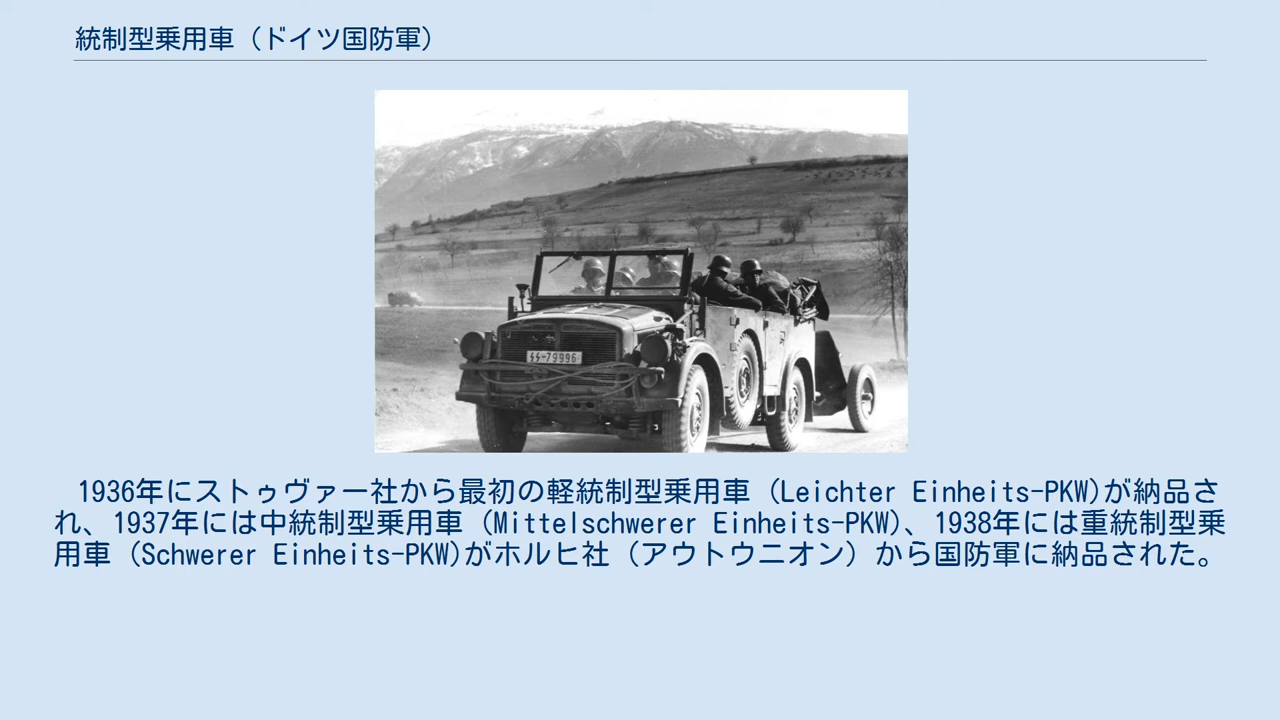 統制型乗用車（ドイツ国防軍）
ϟϟ-79996
1936年にストゥヴァー社から最初の軽統制型乗用車（Leichter Einheits-PKW)が納品さ
れ、1937年には中統制型乗用車（Mittelschwerer Einheits-PKW)、1938年には重統制型乗
用車（Schwerer Einheits-PKW)がホルヒ社（アウトウニオン）から国防軍に納品された。